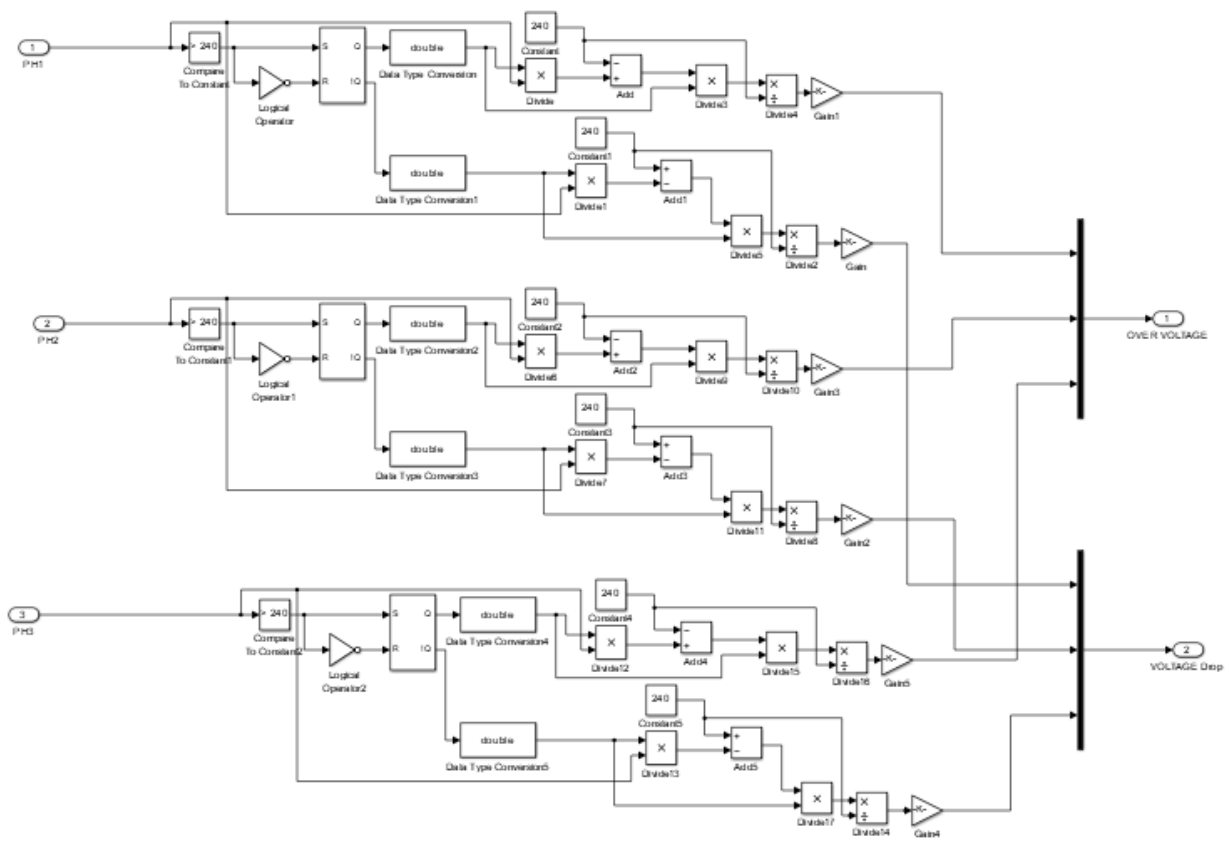 1
PH1
> 240
Compare
To Constant
Logical
Operator
S
R
Q
!Q
double
Data Type Conversion
double
Data Type Conversion1
240
Constant
×
Divide
−
+
Add
×
Divide3
×
÷
Divide4
-K-
Gain1
240
Constant1
×
Divide1
+
−
Add1
×
Divide5
×
÷
Divide2
-K-
Gain
2
PH2
> 240
Compare
To Constant1
Logical
Operator1
S
R
Q
!Q
double
Data Type Conversion2
double
Data Type Conversion3
240
Constant2
×
Divide6
−
+
Add2
×
Divide9
×
÷
Divide10
-K-
Gain3
240
Constant3
×
Divide7
+
−
Add3
×
Divide11
×
÷
Divide8
-K-
Gain2
3
PH3
> 240
Compare
To Constant2
Logical
Operator2
S
R
Q
!Q
double
Data Type Conversion4
double
Data Type Conversion5
240
Constant4
×
Divide12
−
+
Add4
×
Divide15
×
÷
Divide16
-K-
Gain5
240
Constant5
×
Divide13
+
−
Add5
×
Divide17
×
÷
Divide14
-K-
Gain4
1
OVER VOLTAGE
2
VOLTAGE Drop